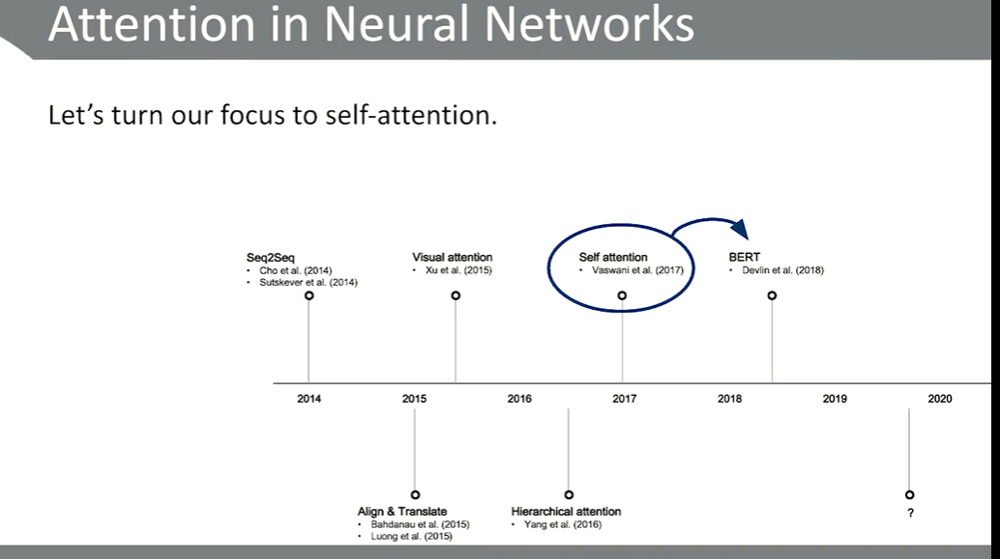 Attention in Neural Networks
Let's turn our focus to self-attention.
Seq2Seq
• Cho et al. (2014)
• Sutskever et al. (2014)
Visual attention
• Xu et al. (2015)
Self attention
• Vaswani et al. (2017)
BERT
• Devlin et al. (2018)
2014 2015 2016 2017 2018 2019 2020
Align & Translate
• Bahdanau et al. (2015)
• Luong et al. (2015)
Hierarchical attention
• Yang et al. (2016)
?